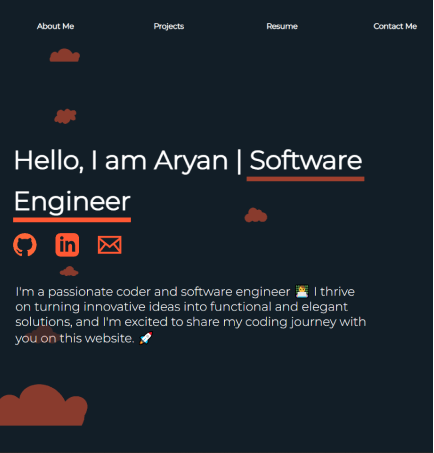 About Me Projects Resume Contact Me
Hello, I am Aryan | Software
Engineer
in
I'm a passionate coder and software engineer 👨‍💻 I thrive
on turning innovative ideas into functional and elegant
solutions, and I'm excited to share my coding journey with
you on this website. 🚀